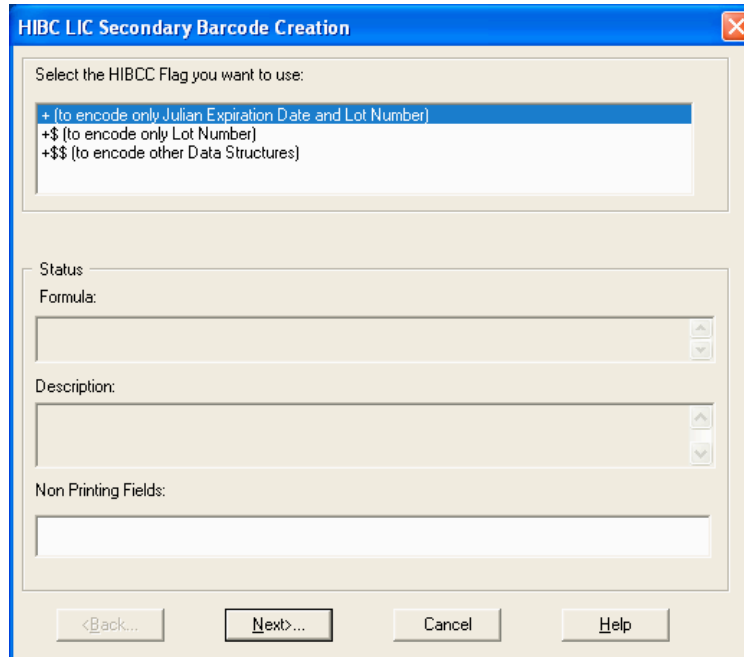 HIBC LIC Secondary Barcode Creation
Select the HIBCC Flag you want to use:
+ (to encode only Julian Expiration Date and Lot Number)
+$ (to encode only Lot Number)
+$$ (to encode other Data Structures)
Status
Formula:
Description:
Non Printing Fields:
<Back... Next>... Cancel Help